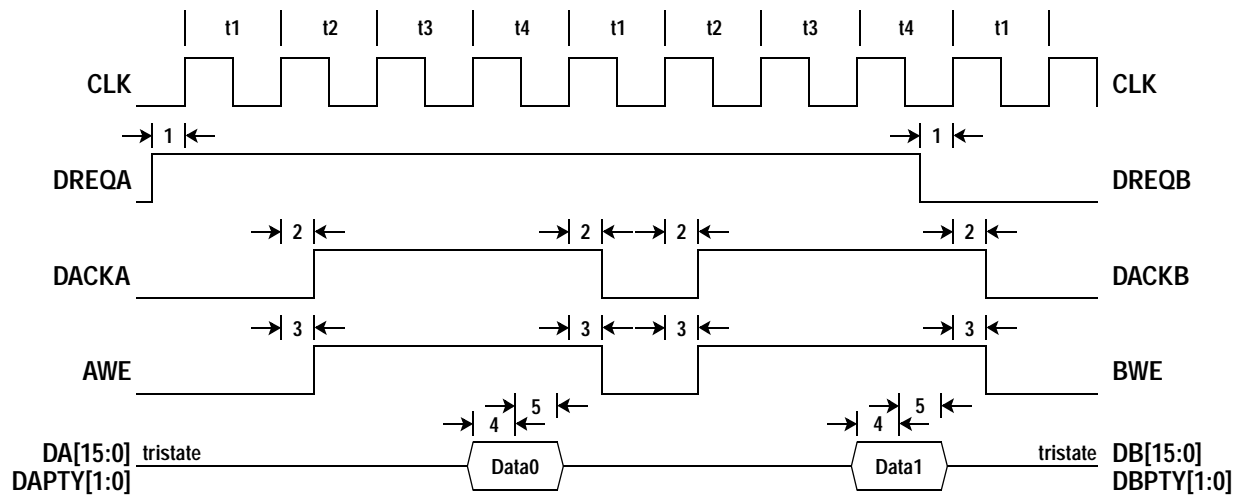 t1 t2 t3 t4 t1 t2 t3 t4 t1
CLK CLK
1 1
DREQA DREQB
2 2 2 2
DACKA DACKB
3 3 3 3
AWE BWE
5 5
4 4
DA[15:0] tristate Data0 Data1 tristate DB[15:0]
DAPTY[1:0] DBPTY[1:0]